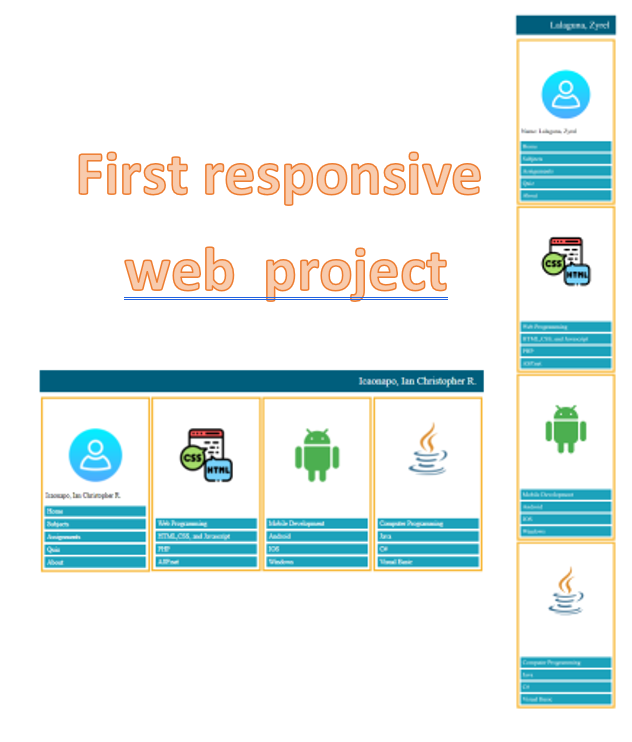 Lalaguna, Zyrel
Name: Lalaguna, Zyrel
Home
Subjects
Assignments
Quiz
About
First responsive
web project
CSS
HTML
Web Programming
HTML,CSS, and Javascript
PHP
ASP.net
Icaonapo, Ian Christopher R.
Icaonapo, Ian Christopher R.
Home
Subjects
Assignments
Quiz
About
CSS
HTML
Web Programming
HTML,CSS, and Javascript
PHP
ASP.net
Mobile Development
Android
IOS
Windows
Computer Programming
Java
C#
Visual Basic
Mobile Development
Android
IOS
Windows
Computer Programming
Java
C#
Visual Basic